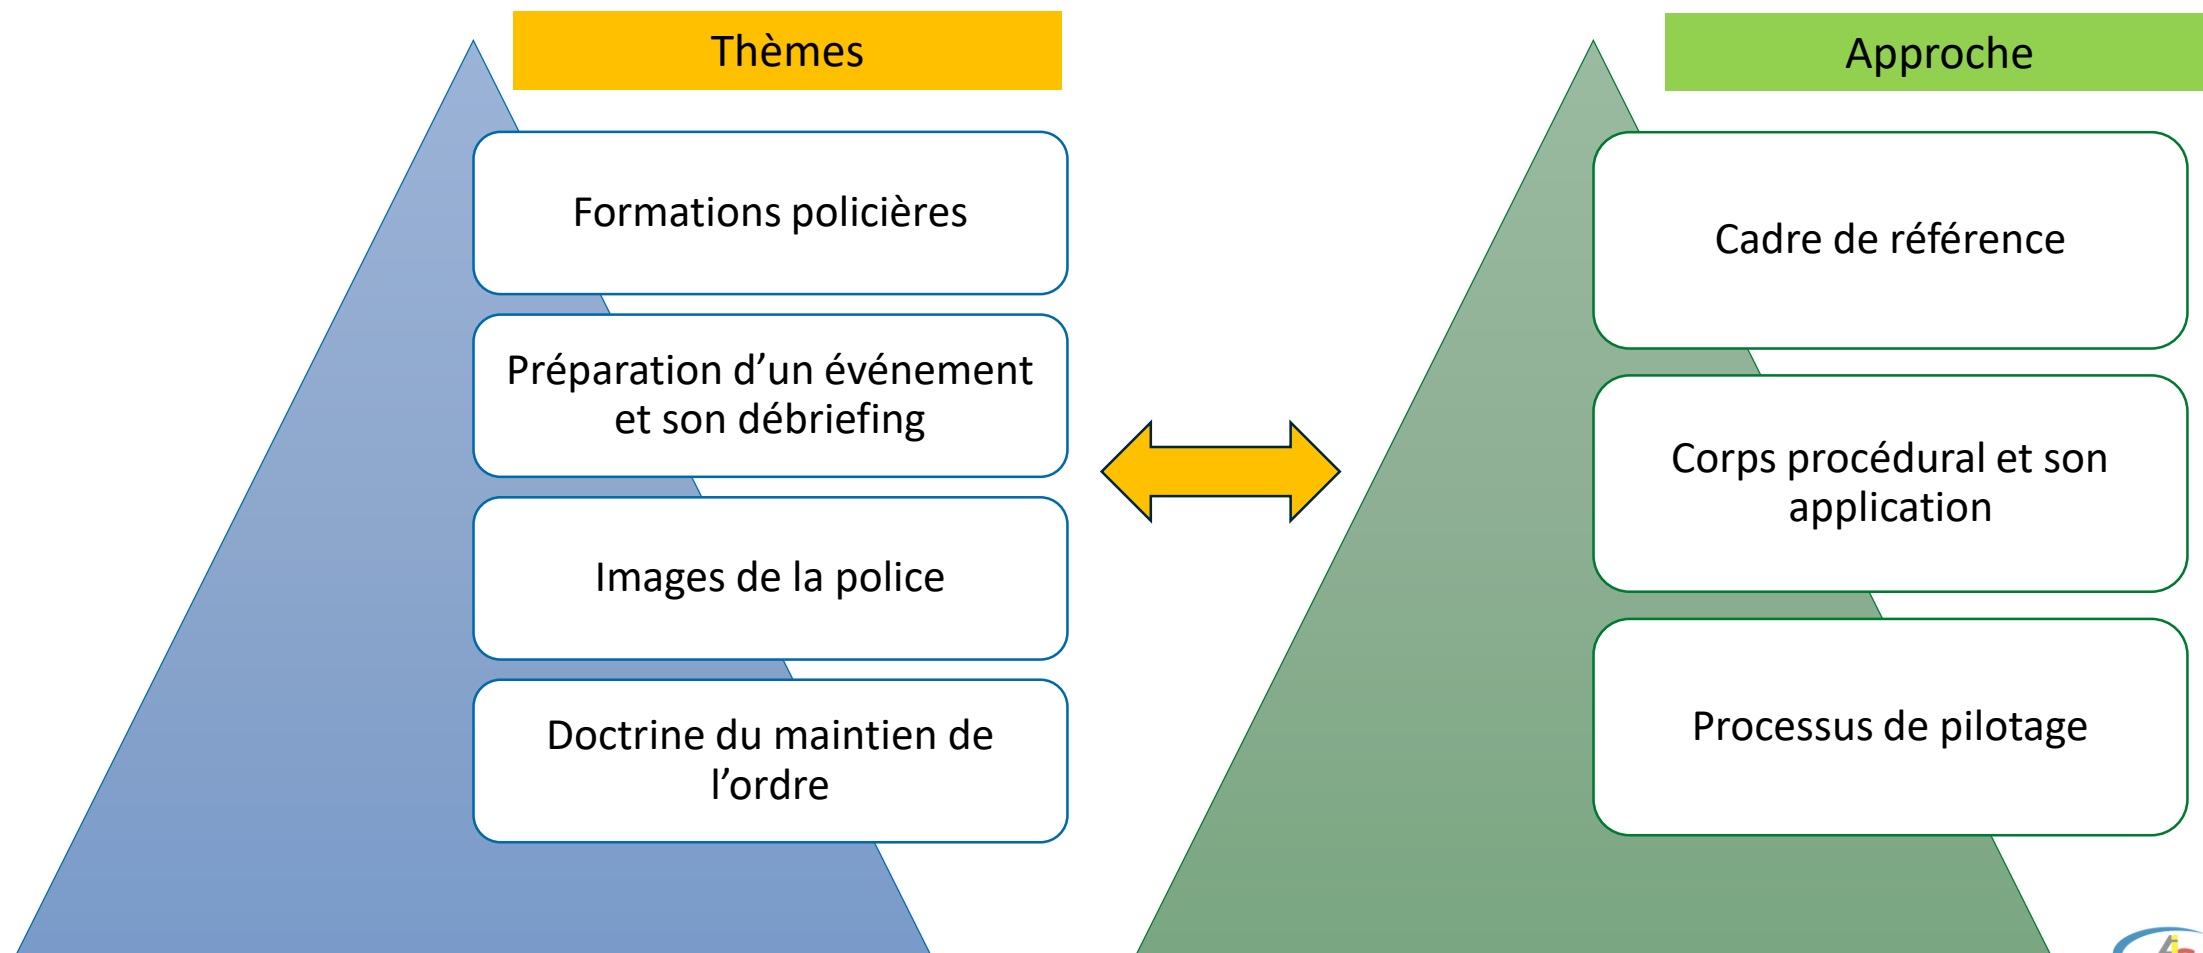 Thèmes
Formations policières
Préparation d’un événement
et son débriefing
Images de la police
Doctrine du maintien de
l’ordre
Approche
Cadre de référence
Corps procédural et son
application
Processus de pilotage